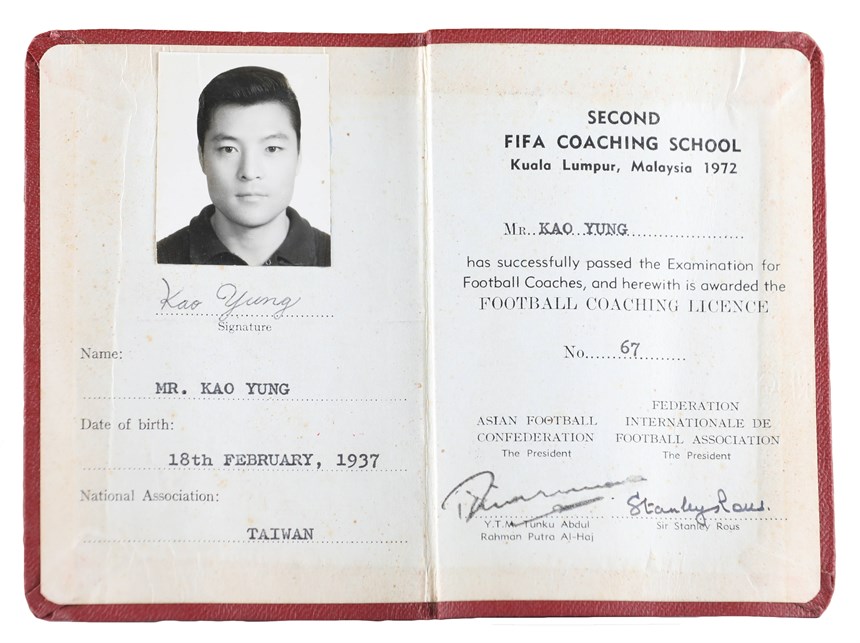 Kao Yung
Signature
Name:
MR. KAO YUNG
Date of birth:
18th FEBRUARY, 1937
National Association:
TAIWAN
SECOND
FIFA COACHING SCHOOL
Kuala Lumpur, Malaysia 1972
MR. KAO YUNG
has successfully passed the Examination for
Football Coaches, and herewith is awarded the
FOOTBALL COACHING LICENCE
No. 67
ASIAN FOOTBALL
CONFEDERATION
The President
Y.T.M. Tunku Abdul
Rahman Putra Al-Haj
FEDERATION
INTERNATIONALE DE
FOOTBALL ASSOCIATION
The President
Stanley Rous.
Sir Stanley Rous